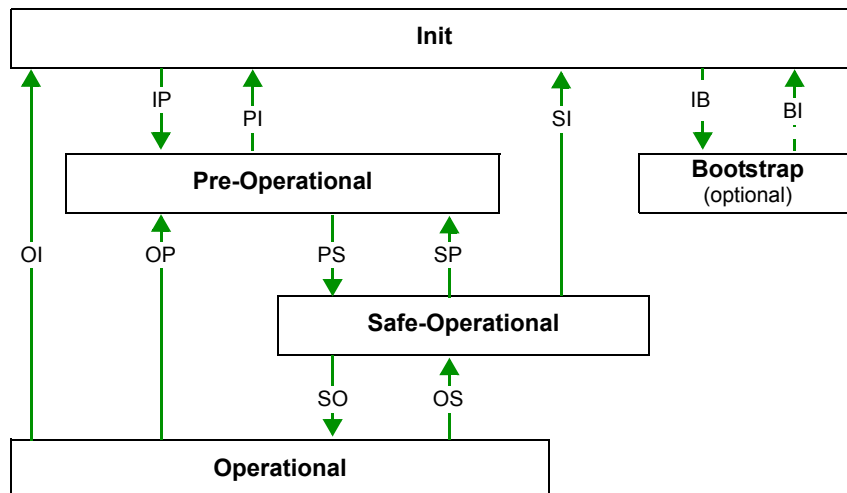 Init
IP
PI
SI
IB
BI
Pre-Operational
Bootstrap
(optional)
OI
OP
PS
SP
Safe-Operational
SO
OS
Operational